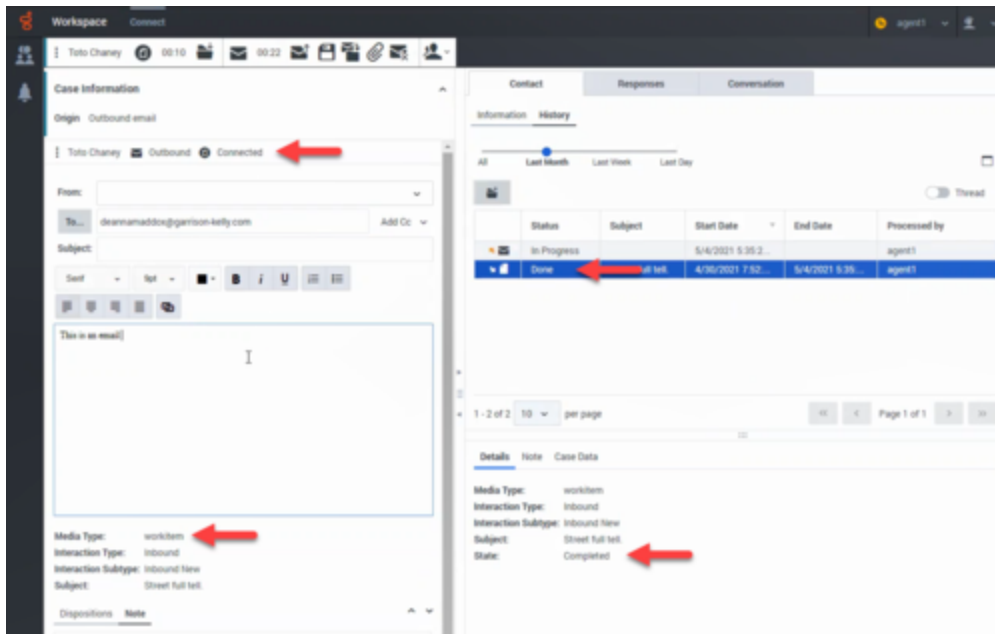 Workspace Connect agent1
Toto Chaney 00:10 00:22
Case Information
Origin Outbound email
Toto Chaney Outbound Connected
From:
To... deannamaddox@garrison-kelly.com Add Cc
Subject:
Serif 9pt B i U
This is an email
Media Type: workitem
Interaction Type: Inbound
Interaction Subtype: Inbound New
Subject: Street full tell.
Dispositions Note
Contact Responses Conversation
Information History
All Last Month Last Week Last Day
Thread
Status Subject Start Date End Date Processed by
In Progress 5/4/2021 5:35:2... agent1
Done full tell. 4/30/2021 7:52... 5/4/2021 5:35:... agent1
1 - 2 of 2 10 per page Page 1 of 1
Details Note Case Data
Media Type: workitem
Interaction Type: Inbound
Interaction Subtype: Inbound New
Subject: Street full tell.
State: Completed